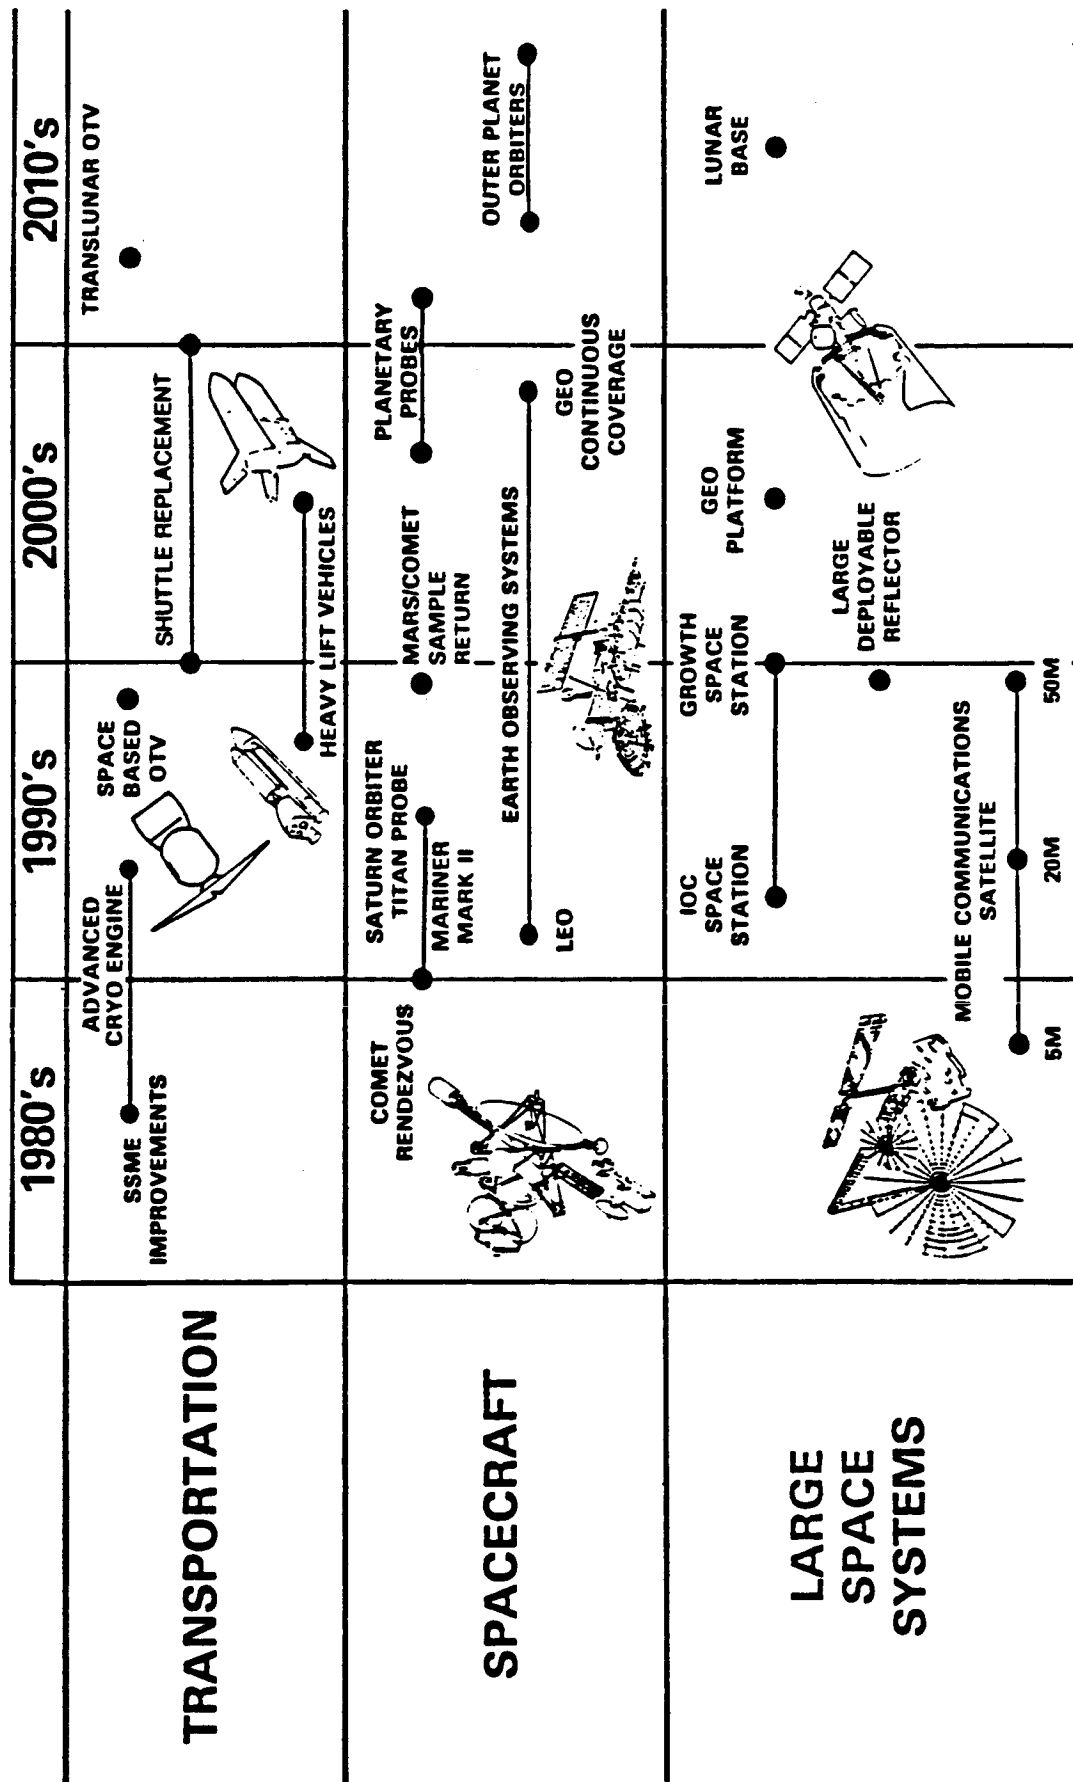 1980's
1990's
2000's
2010's
TRANSPORTATION
SSME
IMPROVEMENTS
ADVANCED
CRYO ENGINE
SPACE
BASED
OTV
TRANSLUNAR OTV
SHUTTLE REPLACEMENT
HEAVY LIFT VEHICLES
SPACECRAFT
COMET
RENDEZVOUS
SATURN ORBITER
TITAN PROBE
MARINER
MARK II
MARS/COMET
SAMPLE
RETURN
PLANETARY
PROBES
OUTER PLANET
ORBITERS
EARTH OBSERVING SYSTEMS
LEO
GEO
CONTINUOUS
COVERAGE
LARGE
SPACE
SYSTEMS
IOC
SPACE
STATION
GROWTH
SPACE
STATION
GEO
PLATFORM
LUNAR
BASE
LARGE
DEPLOYABLE
REFLECTOR
MOBILE COMMUNICATIONS
SATELLITE
5M
20M
50M